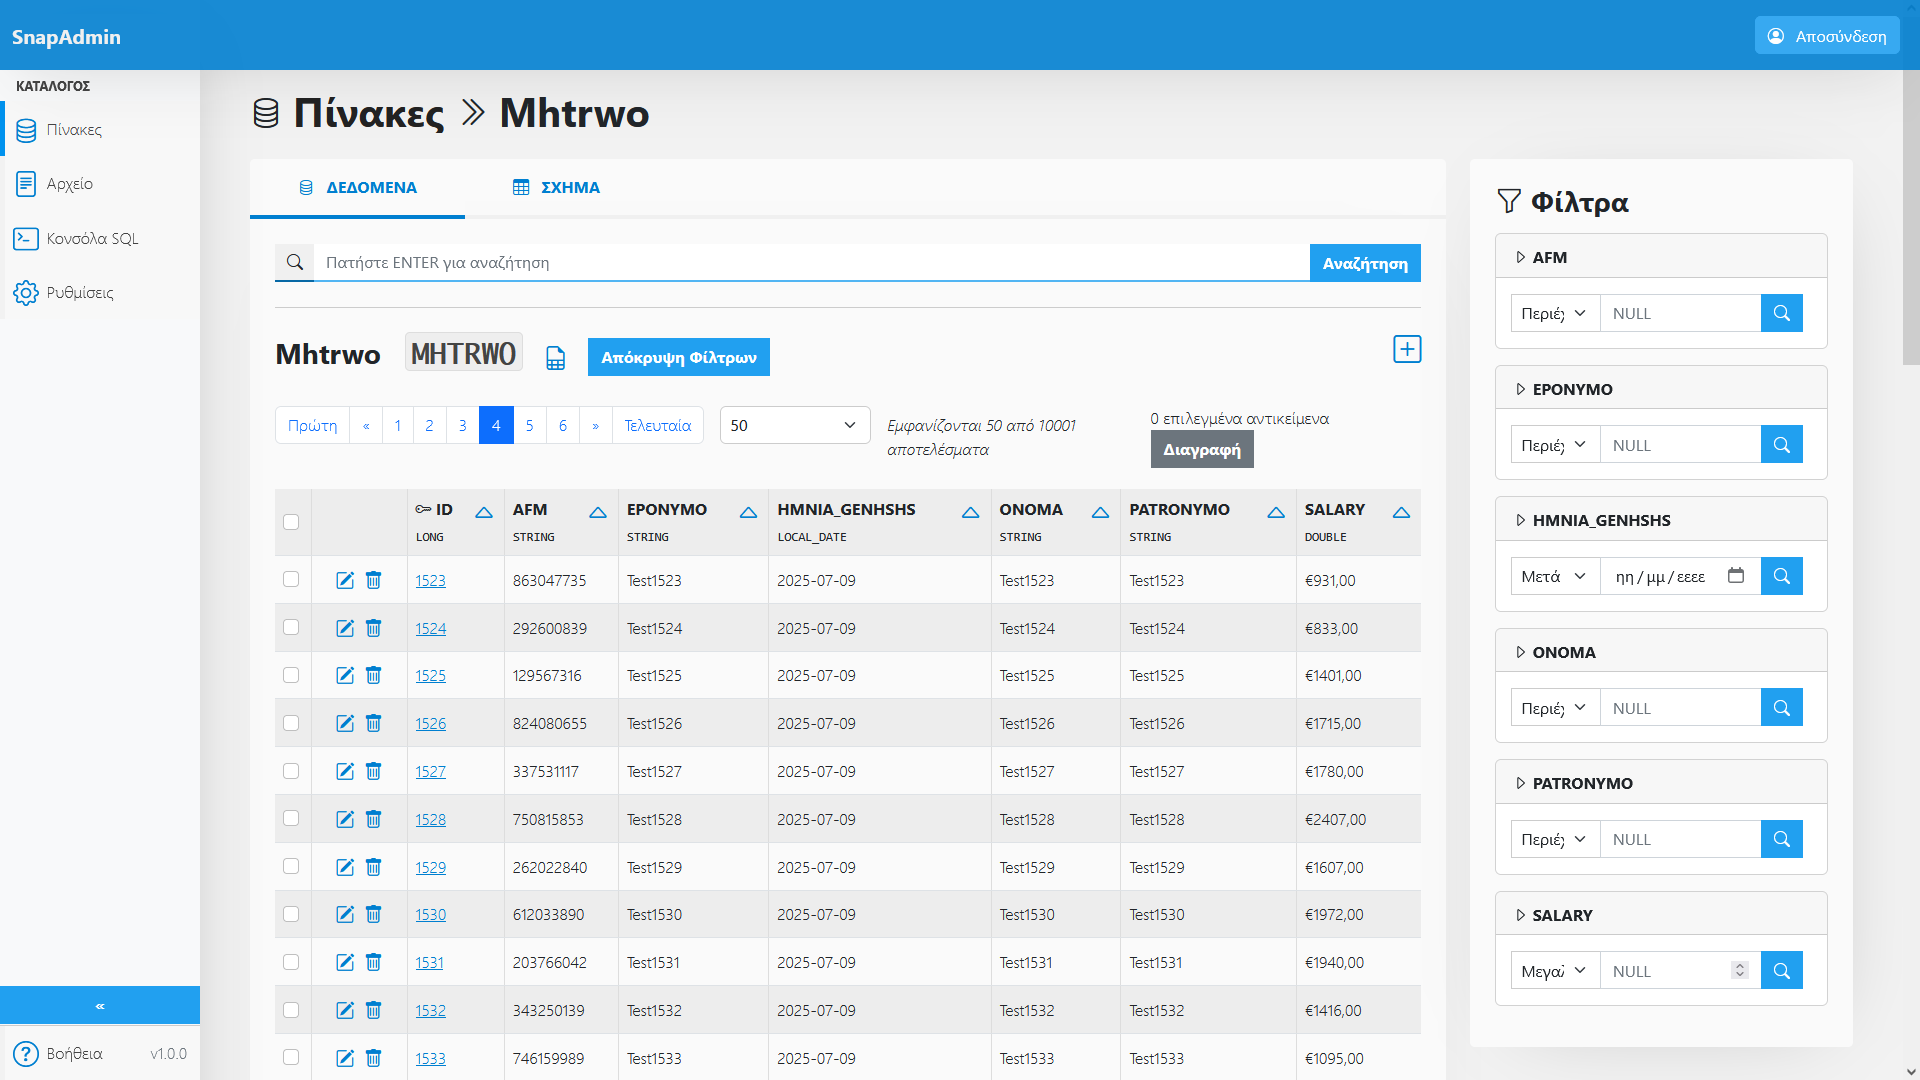 SnapAdmin
Αποσύνδεση
ΚΑΤΑΛΟΓΟΣ
Πίνακες
Αρχείο
Κονσόλα SQL
Ρυθμίσεις
«
Βοήθεια v1.0.0
Πίνακες Mhtrwo
ΔΕΔΟΜΕΝΑ ΣΧΗΜΑ
Πατήστε ENTER για αναζήτηση Αναζήτηση
Mhtrwo MHTRWO Απόκρυψη Φίλτρων
Πρώτη « 1 2 3 4 5 6 » Τελευταία 50
Εμφανίζονται 50 από 10001
αποτελέσματα
0 επιλεγμένα αντικείμενα
Διαγραφή
ID AFM EPONYMO HMNIA_GENHSHS ONOMA PATRONYMO SALARY
LONG STRING STRING LOCAL_DATE STRING STRING DOUBLE
1523 863047735 Test1523 2025-07-09 Test1523 Test1523 €931,00
1524 292600839 Test1524 2025-07-09 Test1524 Test1524 €833,00
1525 129567316 Test1525 2025-07-09 Test1525 Test1525 €1401,00
1526 824080655 Test1526 2025-07-09 Test1526 Test1526 €1715,00
1527 337531117 Test1527 2025-07-09 Test1527 Test1527 €1780,00
1528 750815853 Test1528 2025-07-09 Test1528 Test1528 €2407,00
1529 262022840 Test1529 2025-07-09 Test1529 Test1529 €1607,00
1530 612033890 Test1530 2025-07-09 Test1530 Test1530 €1972,00
1531 203766042 Test1531 2025-07-09 Test1531 Test1531 €1940,00
1532 343250139 Test1532 2025-07-09 Test1532 Test1532 €1416,00
1533 746159989 Test1533 2025-07-09 Test1533 Test1533 €1095,00
Φίλτρα
AFM
NULL
EPONYMO
NULL
HMNIA_GENHSHS
Μετά ηη/μμ/εεεε
ONOMA
NULL
PATRONYMO
NULL
SALARY
NULL